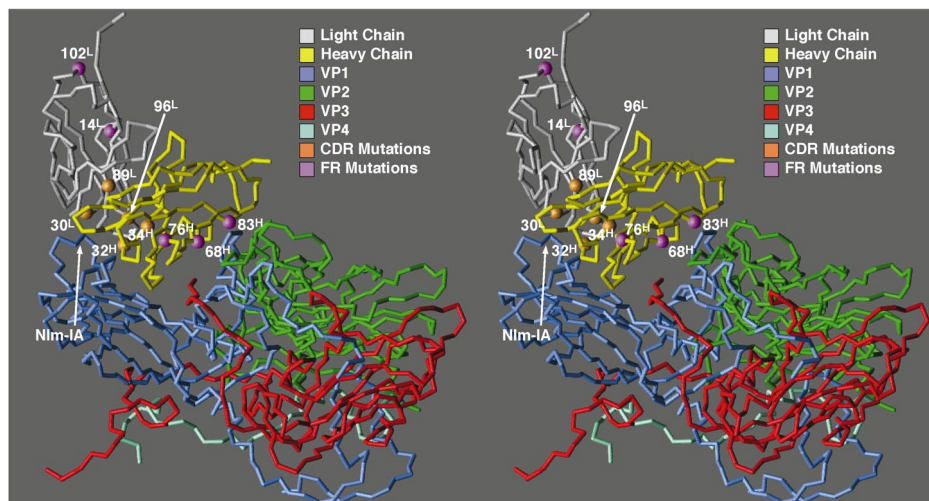 102ᴸ
14ᴸ
96ᴸ
89ᴸ
30ᴸ
32ᴴ
34ᴴ
76ᴴ
68ᴴ
83ᴴ
NIm-IA
Light Chain
Heavy Chain
VP1
VP2
VP3
VP4
CDR Mutations
FR Mutations
102ᴸ
14ᴸ
96ᴸ
89ᴸ
30ᴸ
32ᴴ
34ᴴ
76ᴴ
68ᴴ
83ᴴ
NIm-IA
Light Chain
Heavy Chain
VP1
VP2
VP3
VP4
CDR Mutations
FR Mutations